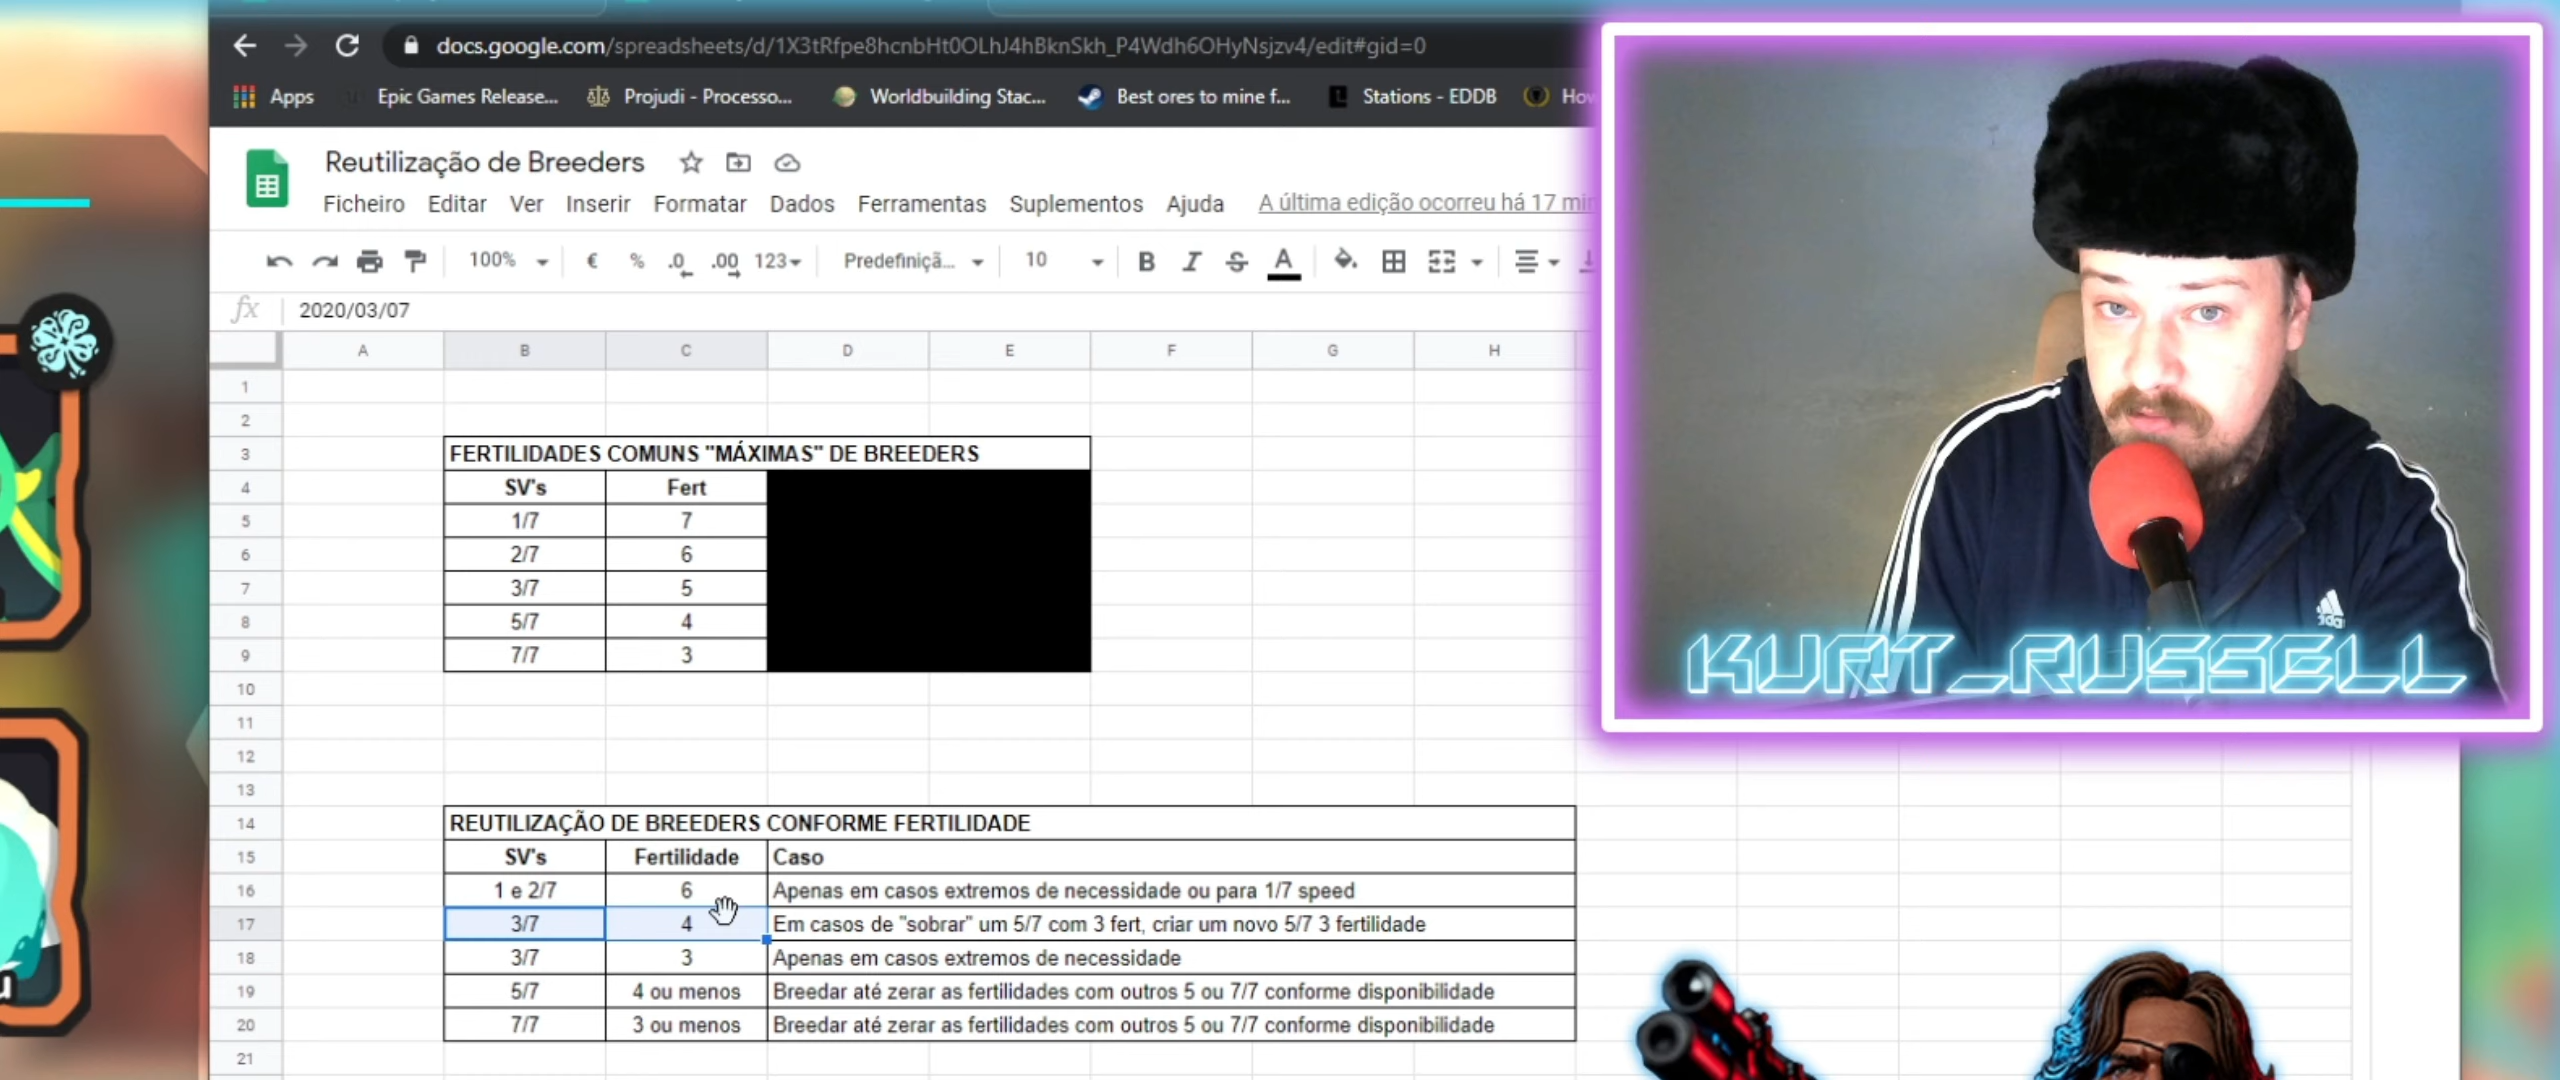 docs.google.com/spreadsheets/d/1X3tRfpe8hcnbHt0OLhJ4hBknSkh_P4Wdh6OHyNsjzv4/edit#gid=0
Apps Epic Games Release... Projudi - Processo... Worldbuilding Stac... Best ores to mine f... Stations - EDDB
Reutilização de Breeders
Ficheiro Editar Ver Inserir Formatar Dados Ferramentas Suplementos Ajuda A última edição ocorreu há 17
100% € % .0 .00 123 Predefiniçã... 10 B I S A
fx 2020/03/07
A B C D E F G H
1
2
3 FERTILIDADES COMUNS "MÁXIMAS" DE BREEDERS
4 SV's Fert
5 1/7 7
6 2/7 6
7 3/7 5
8 5/7 4
9 7/7 3
10
11
12
13
14 REUTILIZAÇÃO DE BREEDERS CONFORME FERTILIDADE
15 SV's Fertilidade Caso
16 1 e 2/7 6 Apenas em casos extremos de necessidade ou para 1/7 speed
17 3/7 4 Em casos de "sobrar" um 5/7 com 3 fert, criar um novo 5/7 3 fertilidade
18 3/7 3 Apenas em casos extremos de necessidade
19 5/7 4 ou menos Breedar até zerar as fertilidades com outros 5 ou 7/7 conforme disponibilidade
20 7/7 3 ou menos Breedar até zerar as fertilidades com outros 5 ou 7/7 conforme disponibilidade
21
KURT_RUSSELL